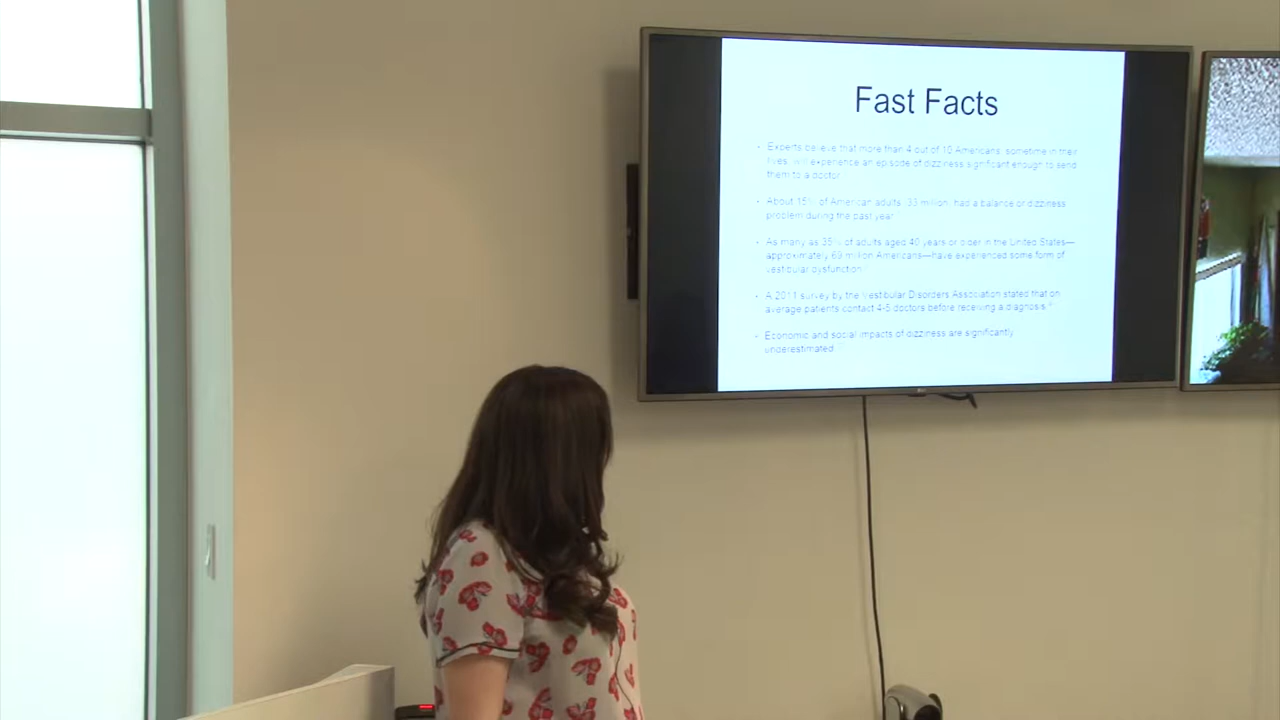 Fast Facts
• Experts believe that more than 4 out of 10 Americans, sometime in their
lives, will experience an episode of dizziness significant enough to send
them to a doctor.
• About 15% of American adults, 33 million, had a balance or dizziness
problem during the past year.
• As many as 35% of adults aged 40 years or older in the United States—
approximately 69 million Americans—have experienced some form of
vestibular dysfunction.
• A 2011 survey by the Vestibular Disorders Association stated that on
average patients contact 4-5 doctors before receiving a diagnosis.
• Economic and social impacts of dizziness are significantly
underestimated.